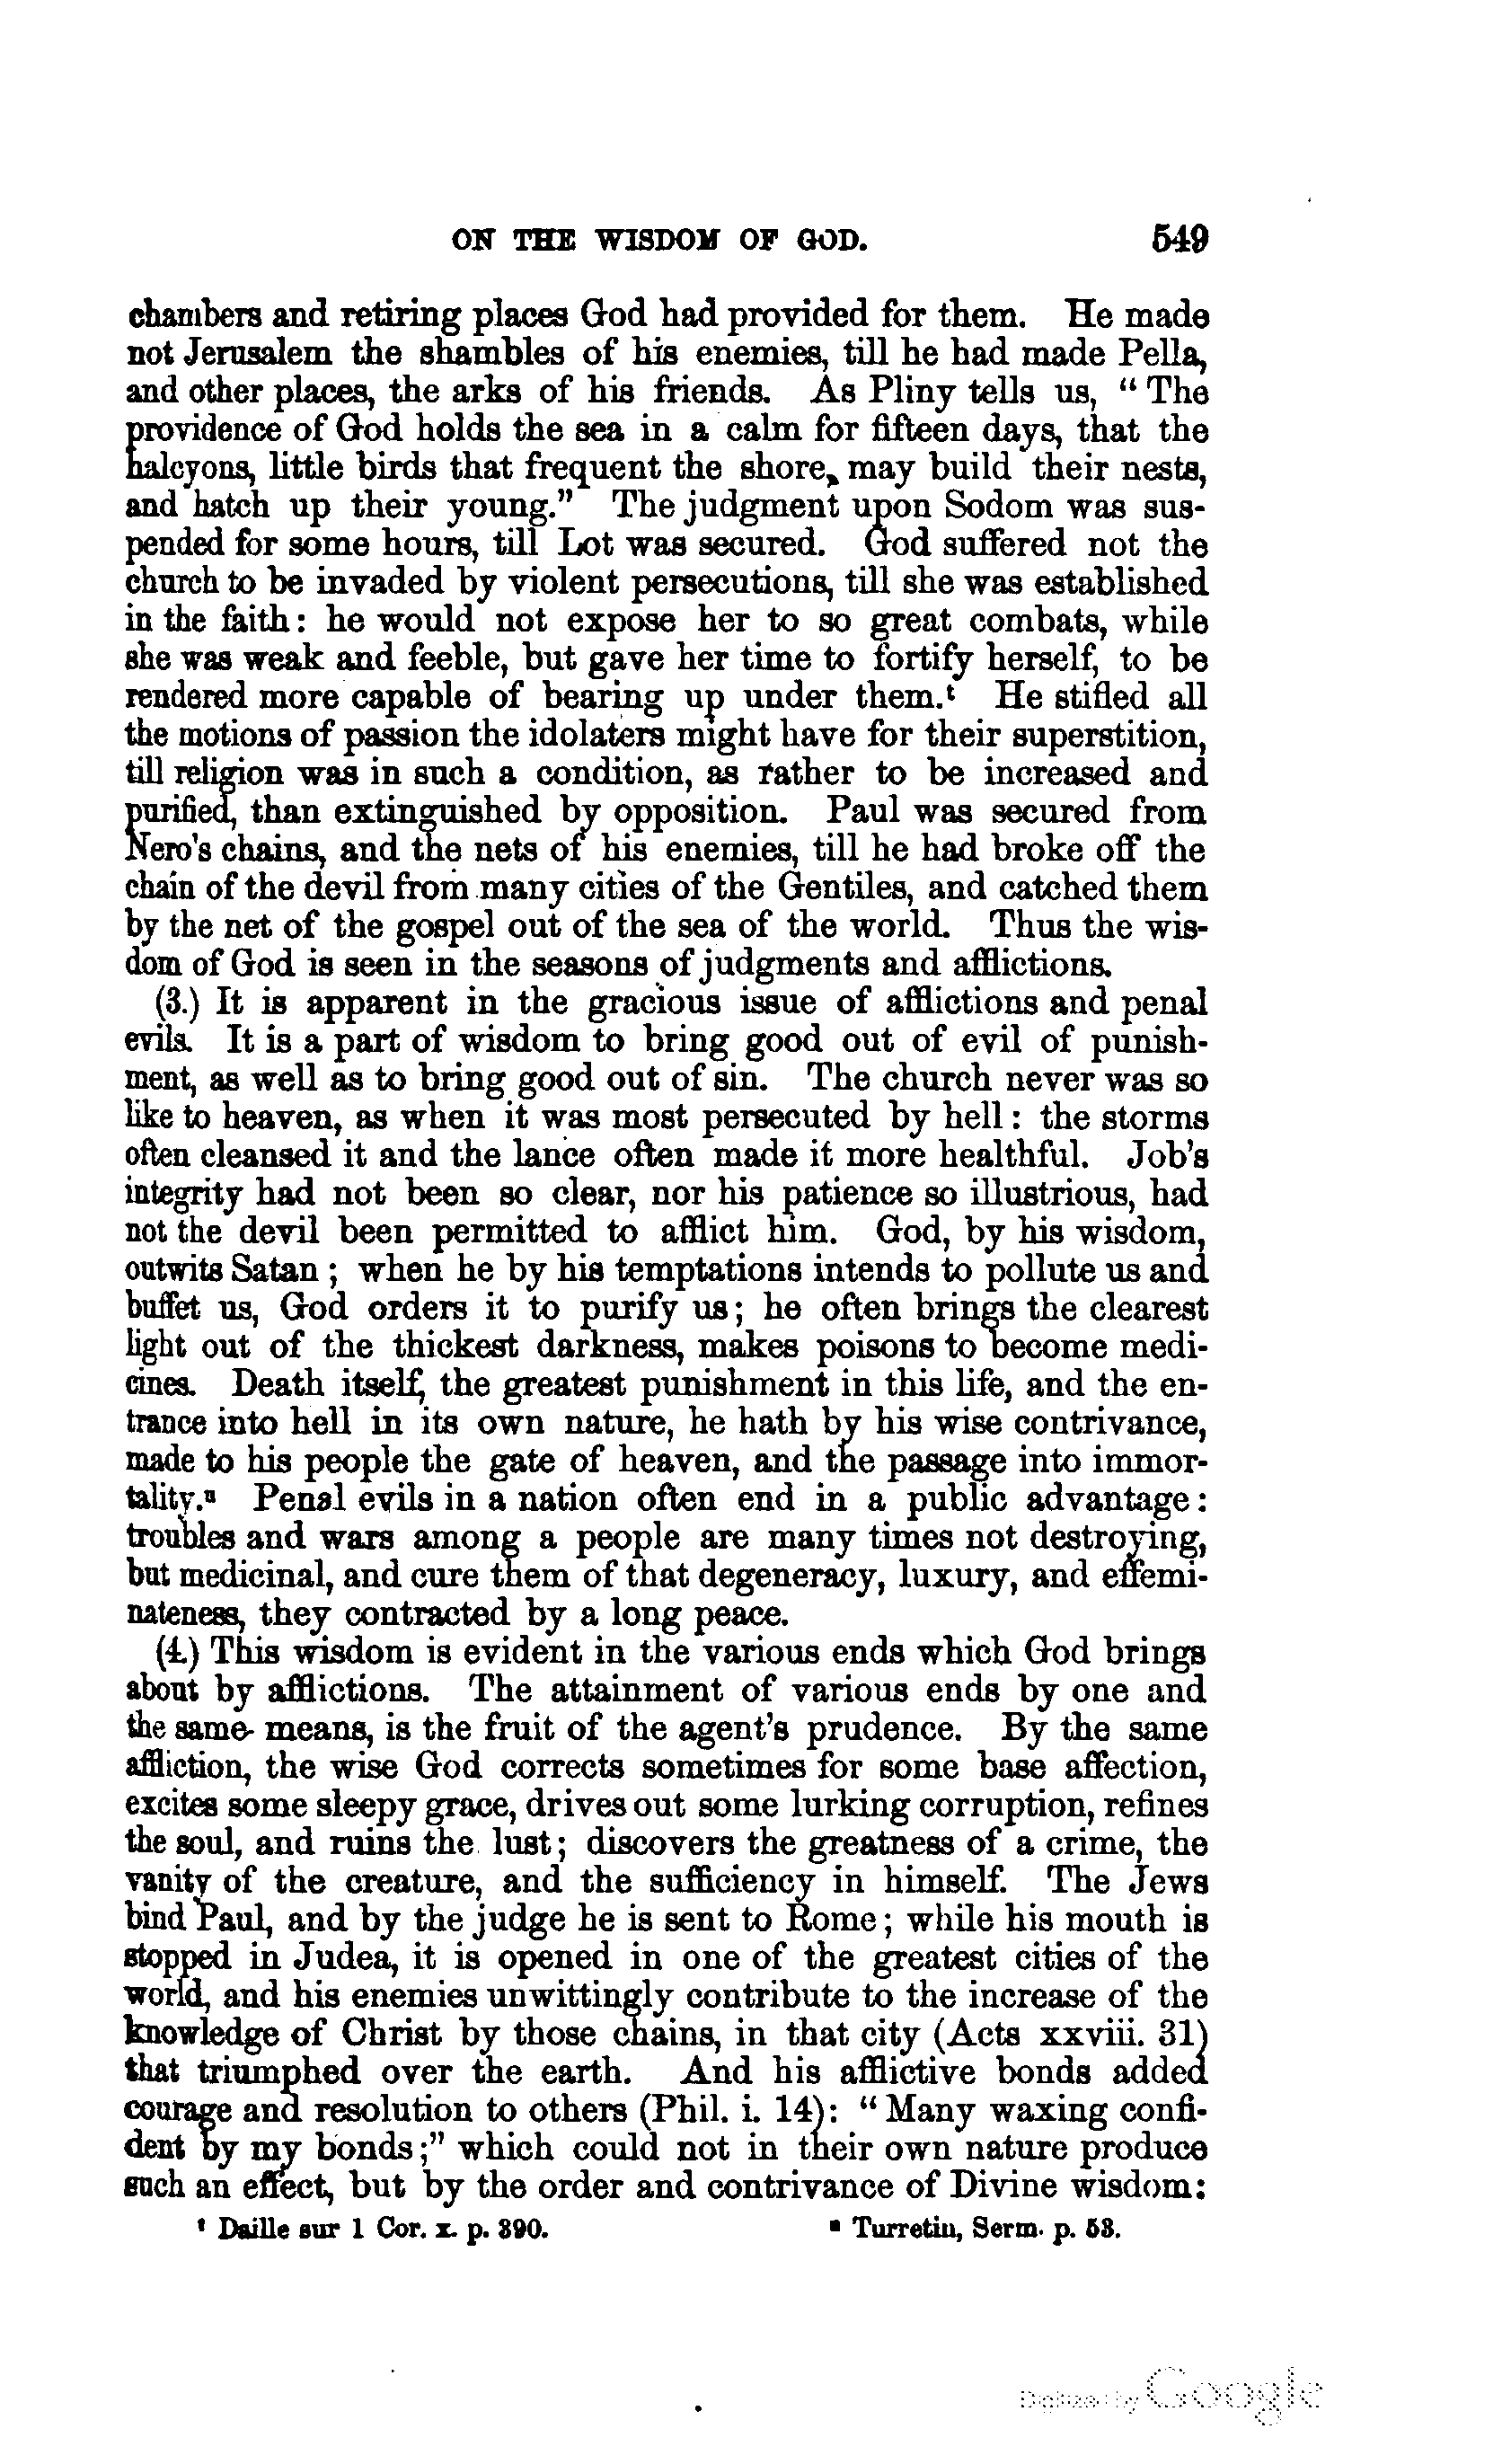 ON THE WISDOM OF GOD. 549
chambers and retiring places God had provided for them. He made
not Jerusalem the shambles of his enemies, till he had made Pella,
and other places, the arks of his friends. As Pliny tells us, “The
providence of God holds the sea in a calm for fifteen days, that the
halcyons, little birds that frequent the shore, may build their nests,
and hatch up their young.” The judgment upon Sodom was sus-
pended for some hours, till Lot was secured. God suffered not the
church to be invaded by violent persecutions, till she was established
in the faith: he would not expose her to so great combats, while
she was weak and feeble, but gave her time to fortify herself, to be
rendered more capable of bearing up under them.t He stifled all
the motions of passion the idolaters might have for their superstition,
till religion was in such a condition, as rather to be increased and
purified, than extinguished by opposition. Paul was secured from
Nero's chains, and the nets of his enemies, till he had broke off the
chain of the devil from many cities of the Gentiles, and catched them
by the net of the gospel out of the sea of the world. Thus the wis-
dom of God is seen in the seasons of judgments and afflictions.
(3.) It is apparent in the gracious issue of afflictions and penal
evils. It is a part of wisdom to bring good out of evil of punish-
ment, as well as to bring good out of sin. The church never was so
like to heaven, as when it was most persecuted by hell: the storms
often cleansed it and the lance often made it more healthful. Job's
integrity had not been so clear, nor his patience so illustrious, had
not the devil been permitted to afflict him. God, by his wisdom,
outwits Satan; when he by his temptations intends to pollute us and
buffet us, God orders it to purify us; he often brings the clearest
light out of the thickest darkness, makes poisons to become medi-
cines. Death itself, the greatest punishment in this life, and the en-
trance into hell in its own nature, he hath by his wise contrivance,
made to his people the gate of heaven, and the passage into immor-
tality.u Penal evils in a nation often end in a public advantage:
troubles and wars among a people are many times not destroying,
but medicinal, and cure them of that degeneracy, luxury, and effemi-
nateness, they contracted by a long peace.
(4.) This wisdom is evident in the various ends which God brings
about by afflictions. The attainment of various ends by one and
the same means, is the fruit of the agent's prudence. By the same
affliction, the wise God corrects sometimes for some base affection,
excites some sleepy grace, drives out some lurking corruption, refines
the soul, and ruins the lust; discovers the greatness of a crime, the
vanity of the creature, and the sufficiency in himself. The Jews
bind Paul, and by the judge he is sent to Rome; while his mouth is
stopped in Judea, it is opened in one of the greatest cities of the
world, and his enemies unwittingly contribute to the increase of the
knowledge of Christ by those chains, in that city (Acts xxviii. 31)
that triumphed over the earth. And his afflictive bonds added
courage and resolution to others (Phil. i. 14): “Many waxing confi-
dent by my bonds;” which could not in their own nature produce
such an effect, but by the order and contrivance of Divine wisdom:
t Daille sur 1 Cor. x. p. 390. u Turretin, Serm. p. 53.
Digitized by Google